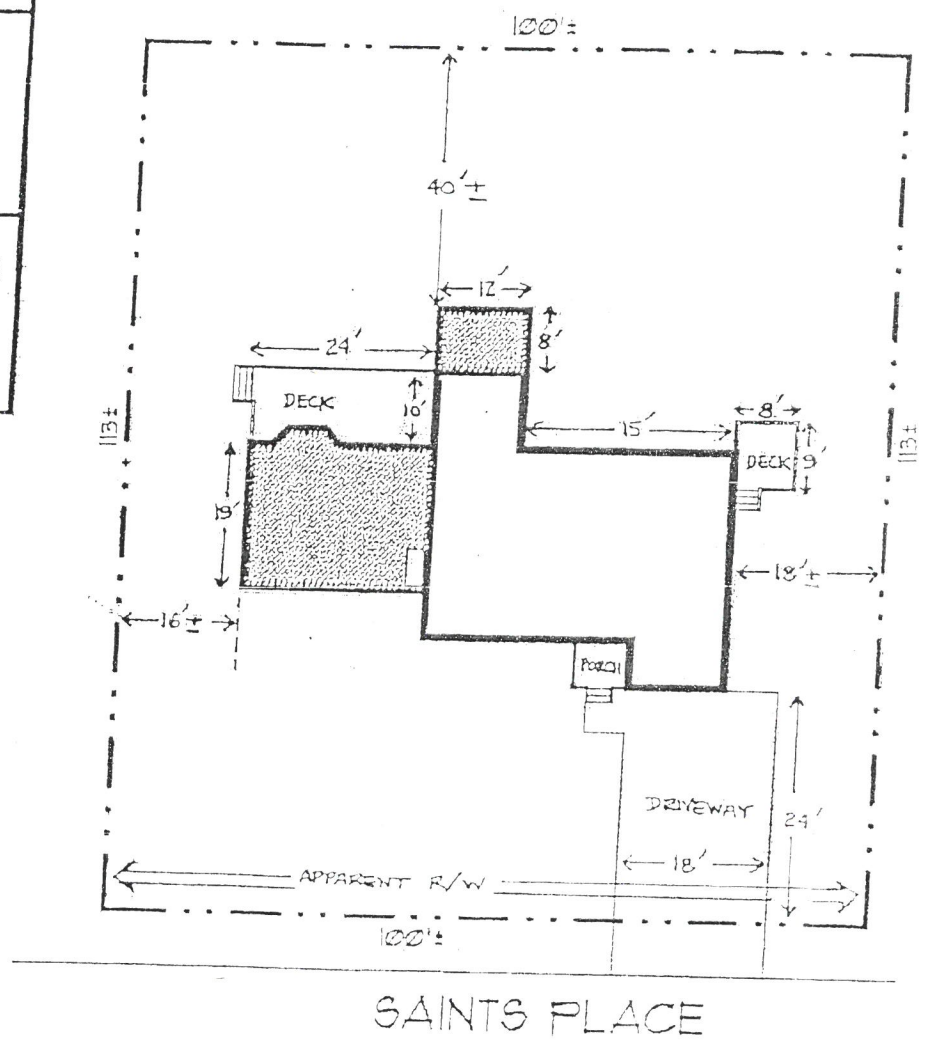 100'±
40'±
12'
8'
24'
DECK
10'
15'
8'
DECK
9'
113±
113±
19'
18'±
16'±
PORCH
DRIVEWAY
24'
18'
APPARENT R/W
100'±
SAINTS PLACE